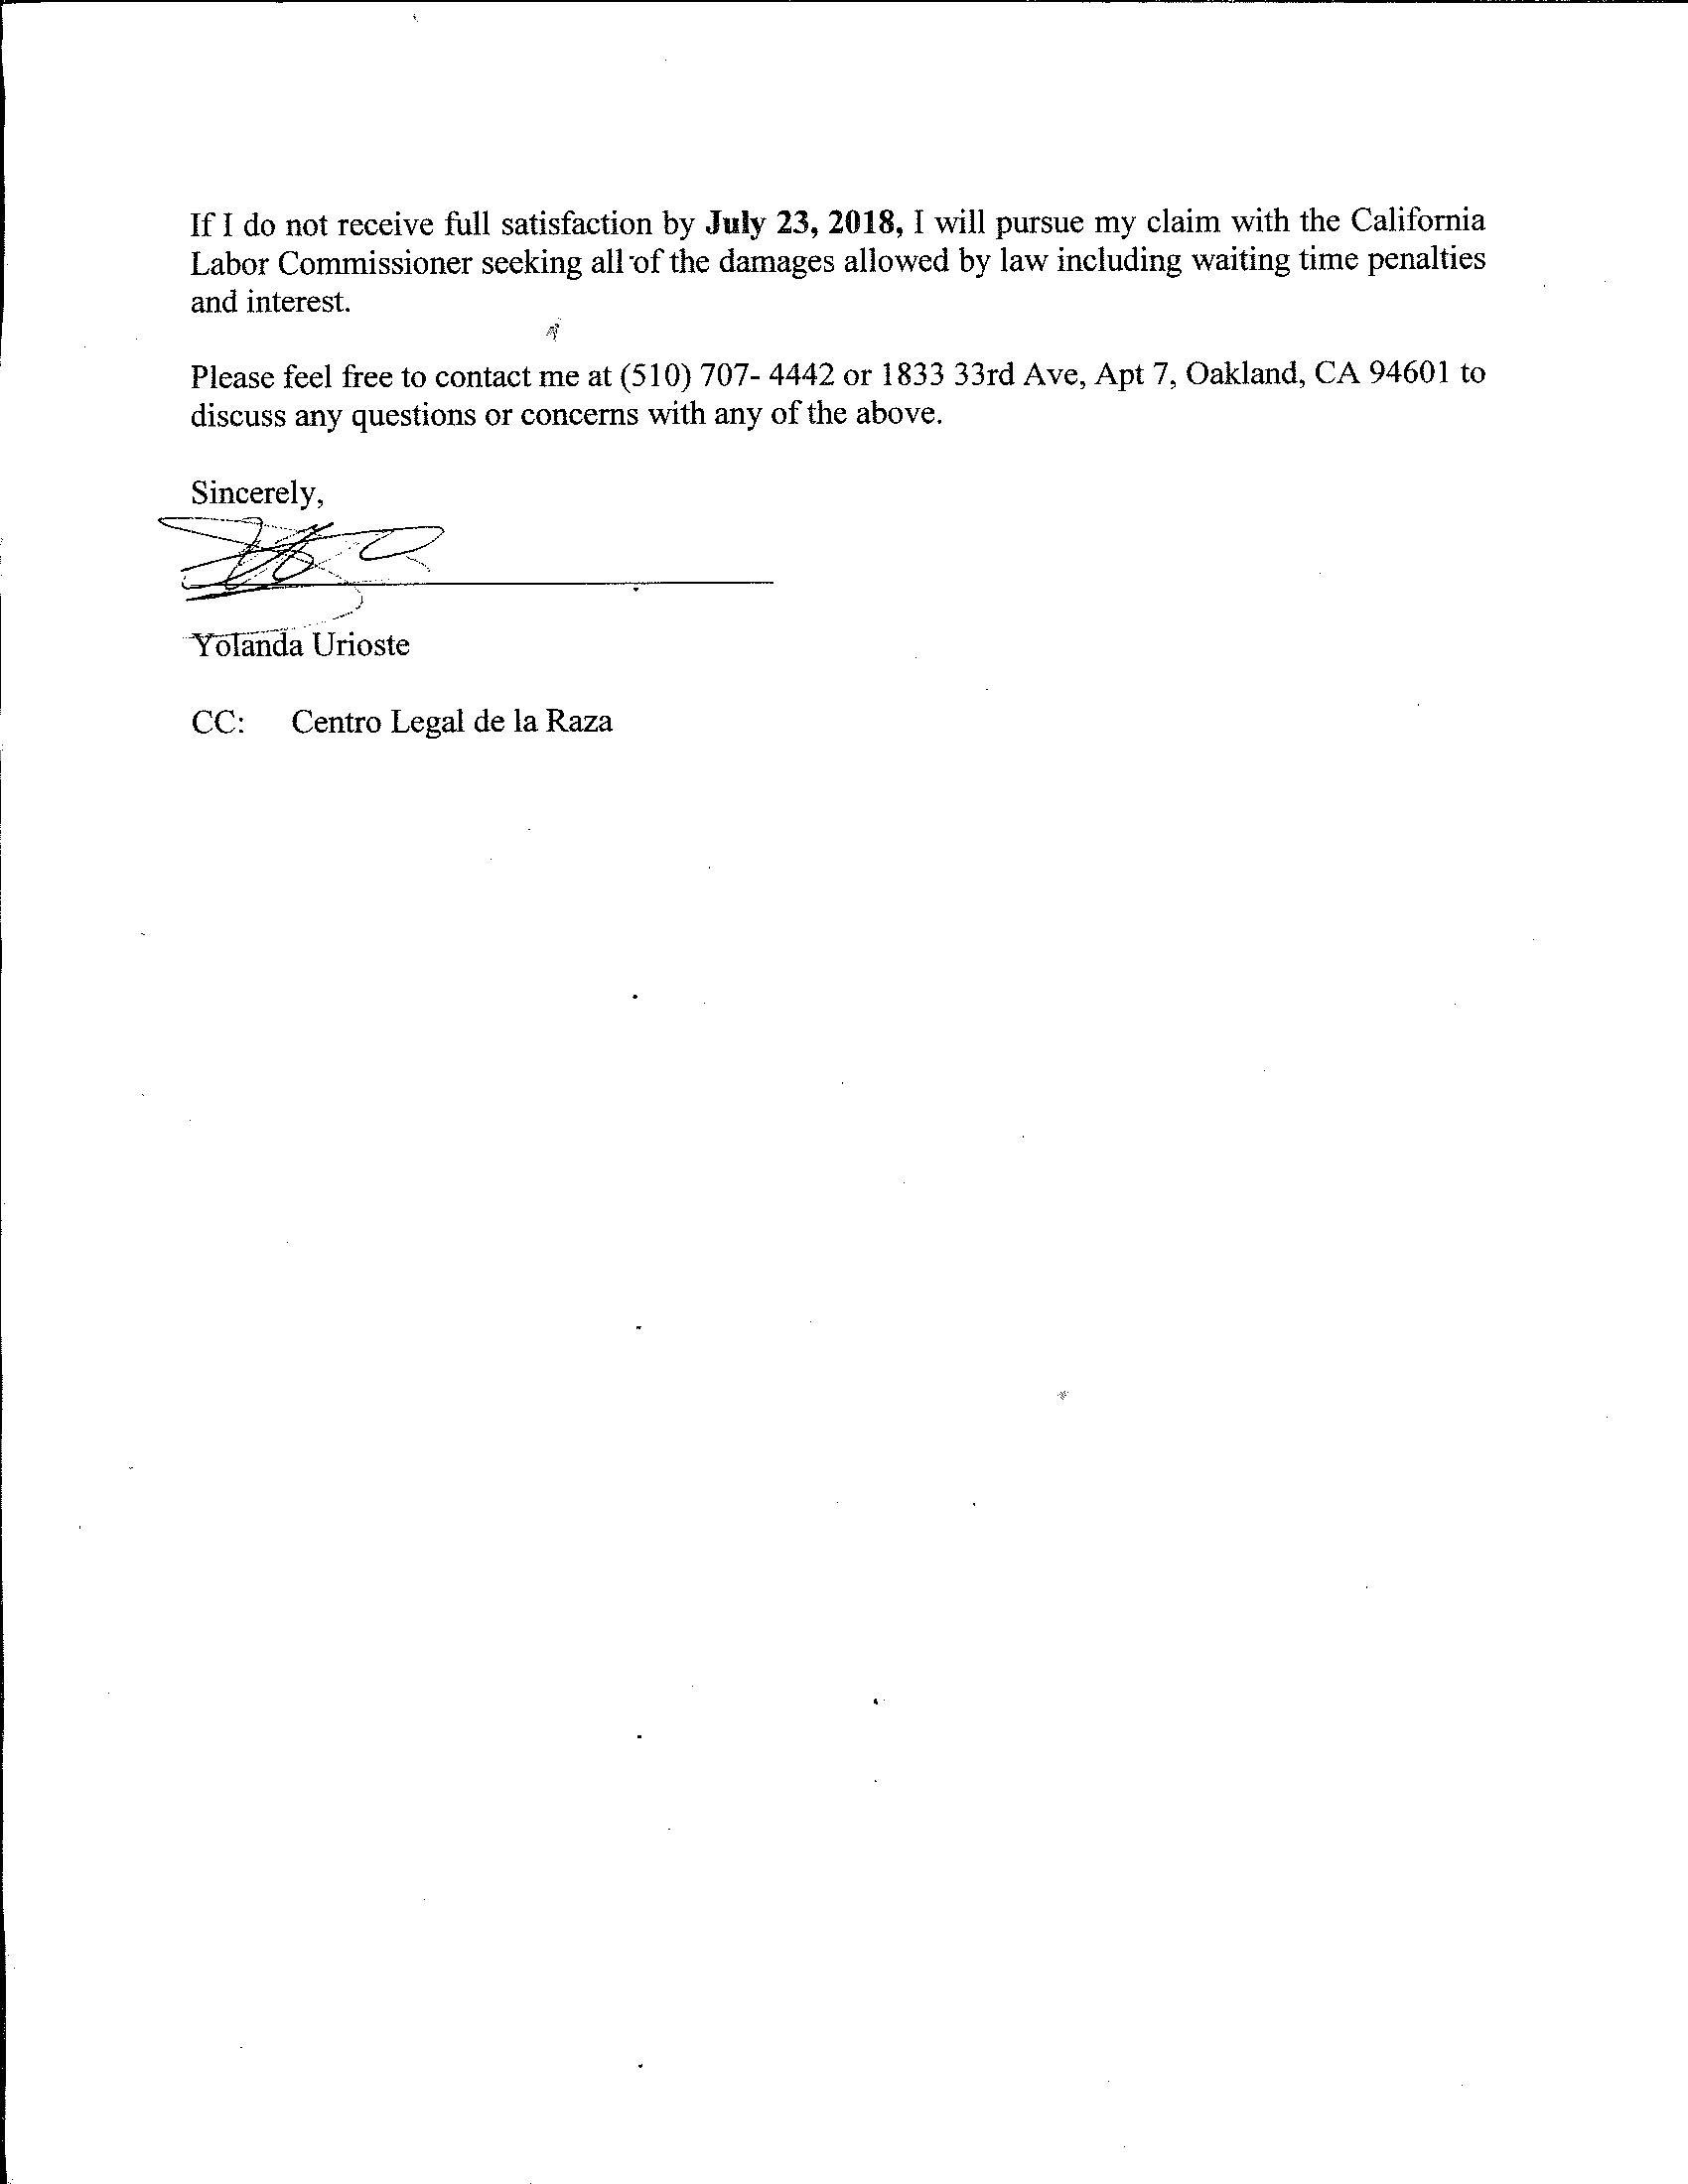 If I do not receive full satisfaction by July 23, 2018, I will pursue my claim with the California
Labor Commissioner seeking all of the damages allowed by law including waiting time penalties
and interest.
Please feel free to contact me at (510) 707- 4442 or 1833 33rd Ave, Apt 7, Oakland, CA 94601 to
discuss any questions or concerns with any of the above.
Sincerely,
Yolanda Urioste
CC: Centro Legal de la Raza